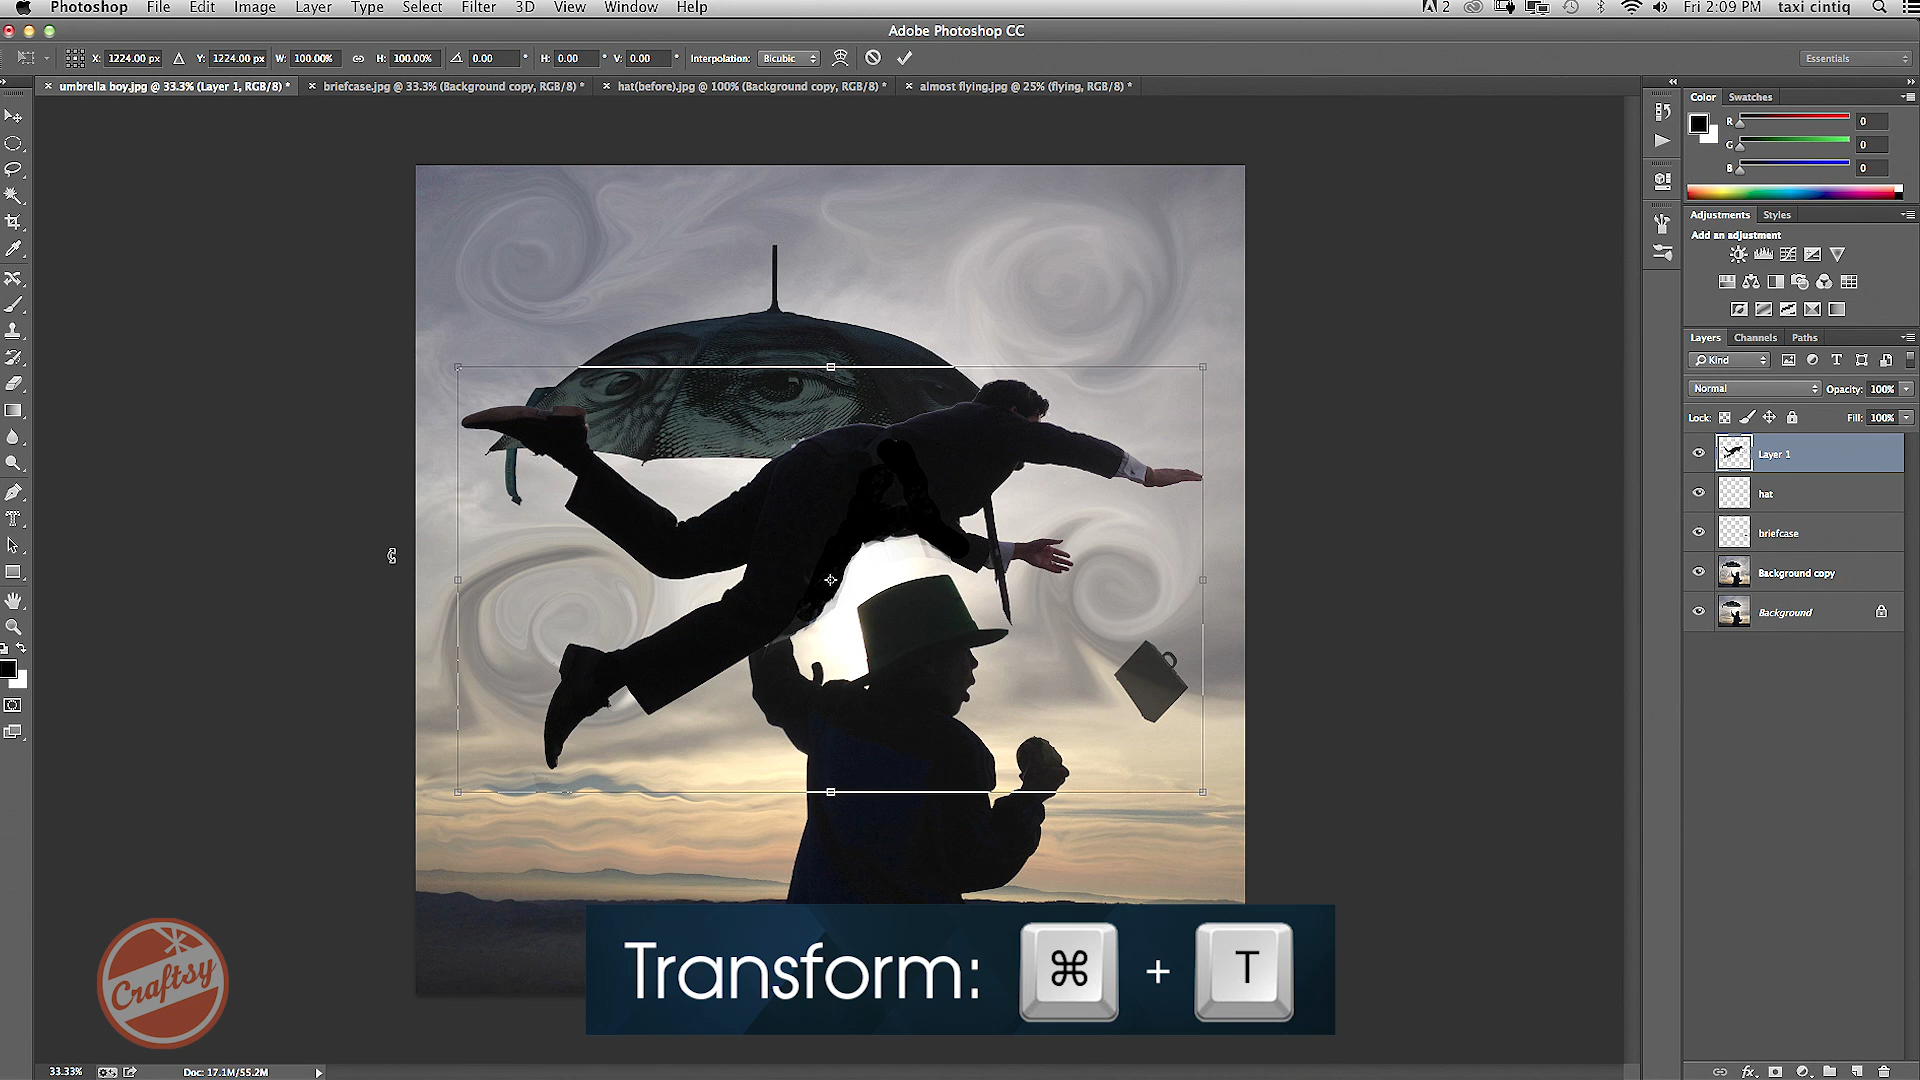 Photoshop File Edit Image Layer Type Select Filter 3D View Window Help 2 Fri 2:09 PM taxi cintiq
Adobe Photoshop CC
X: 1224.00 px Y: 1224.00 px W: 100.00% H: 100.00% 0.00 ° H: 0.00 ° V: 0.00 ° Interpolation: Bicubic Essentials
umbrella boy.jpg @ 33.3% (Layer 1, RGB/8) * briefcase.jpg @ 33.3% (Background copy, RGB/8) * hat(before).jpg @ 100% (Background copy, RGB/8) * almost flying.jpg @ 25% (flying, RGB/8) *
Color Swatches
R 0
G 0
B 0
Adjustments Styles
Add an adjustment
Layers Channels Paths
Kind
Normal Opacity: 100%
Lock: Fill: 100%
Layer 1
hat
briefcase
Background copy
Background
Craftsy
Transform: ⌘ + T
33.33% Doc: 17.1M/55.2M
fx